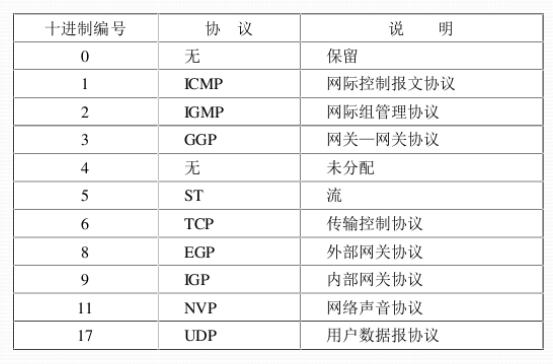 十进制编号 协 议 说 明
0 无 保留
1 ICMP 网际控制报文协议
2 IGMP 网际组管理协议
3 GGP 网关—网关协议
4 无 未分配
5 ST 流
6 TCP 传输控制协议
8 EGP 外部网关协议
9 IGP 内部网关协议
11 NVP 网络声音协议
17 UDP 用户数据报协议